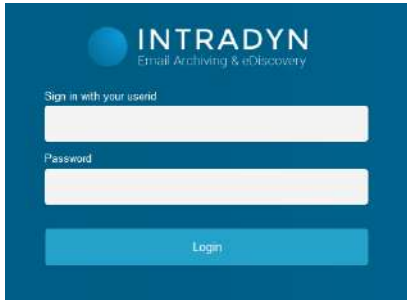 INTRADYN
Email Archiving & eDiscovery
Sign in with your userid
Password
Login